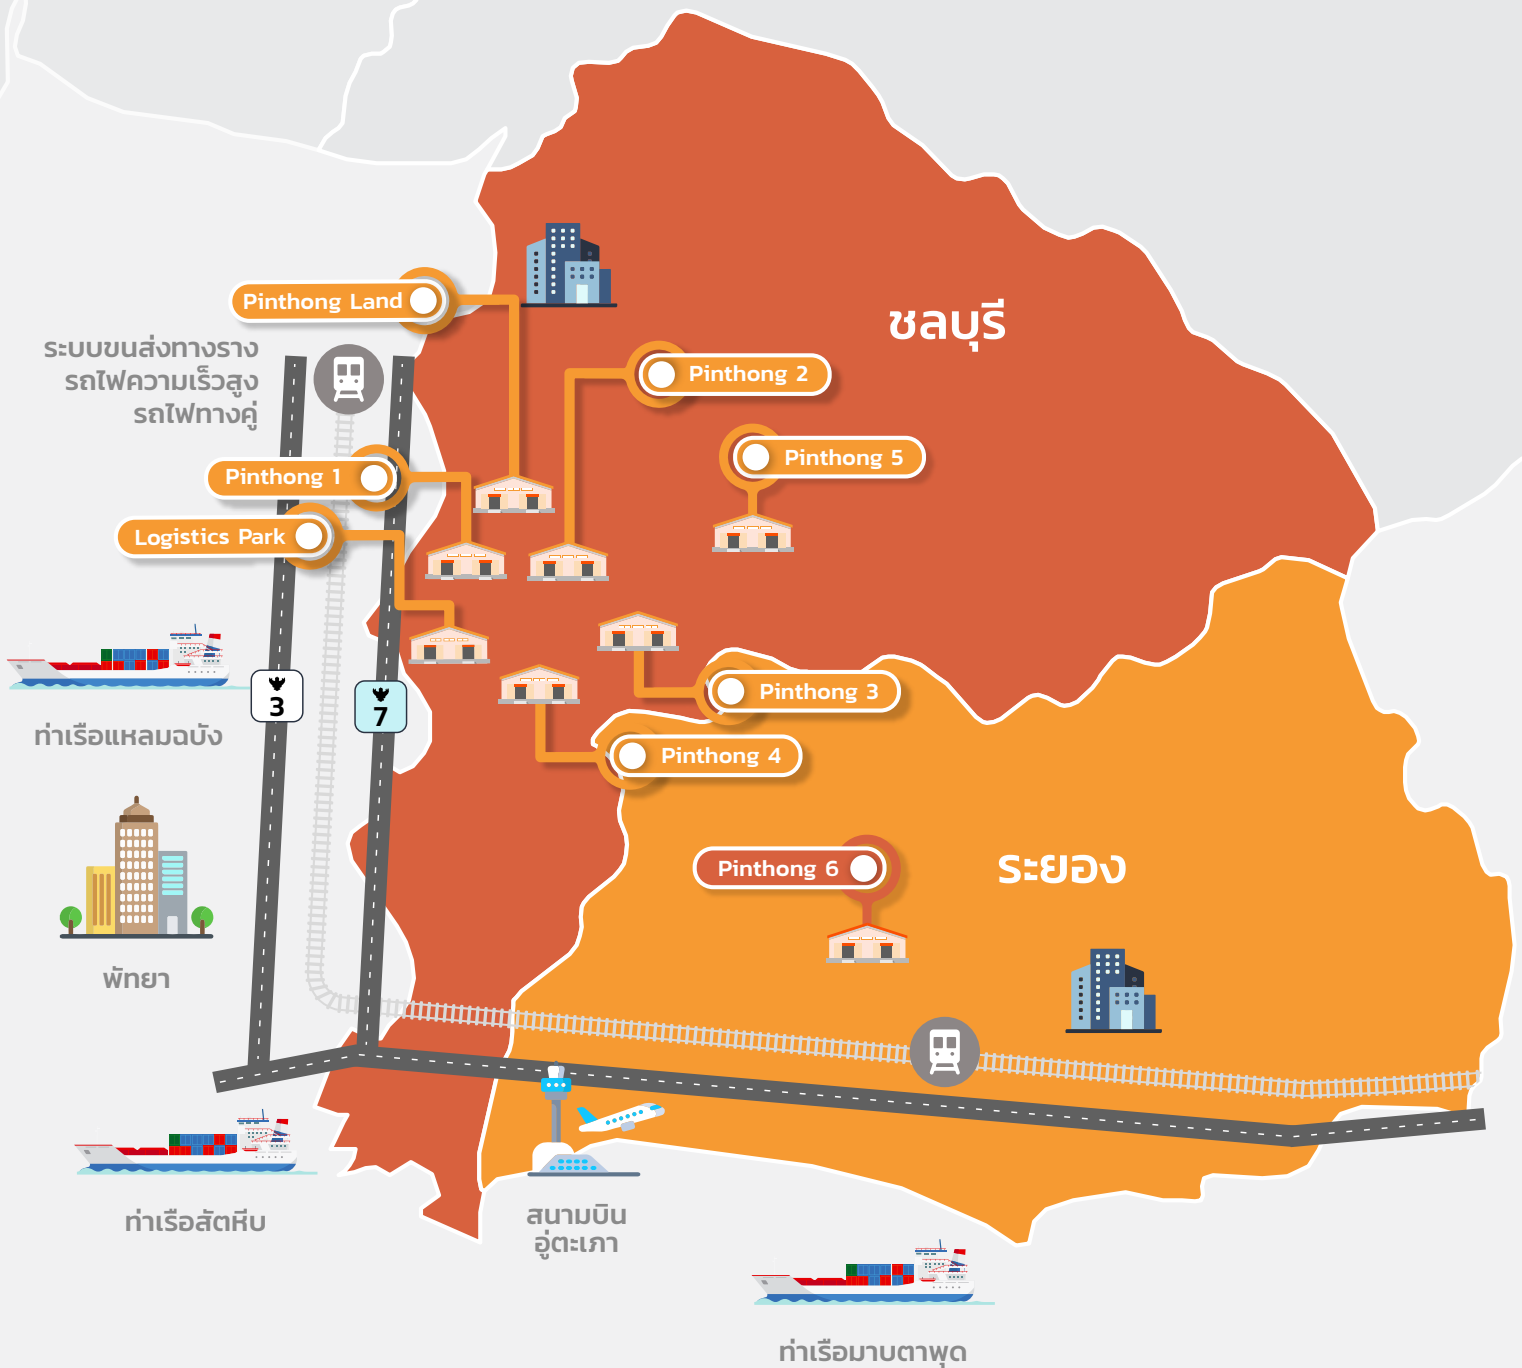 Pinthong Land
ชลบุรี
ระบบขนส่งทางราง
รถไฟความเร็วสูง
รถไฟทางคู่
Pinthong 2
Pinthong 5
Pinthong 1
Logistics Park
3
7
Pinthong 3
ท่าเรือแหลมฉบัง
Pinthong 4
Pinthong 6
ระยอง
พัทยา
ท่าเรือสัตหีบ
สนามบิน
อู่ตะเภา
ท่าเรือมาบตาพุด